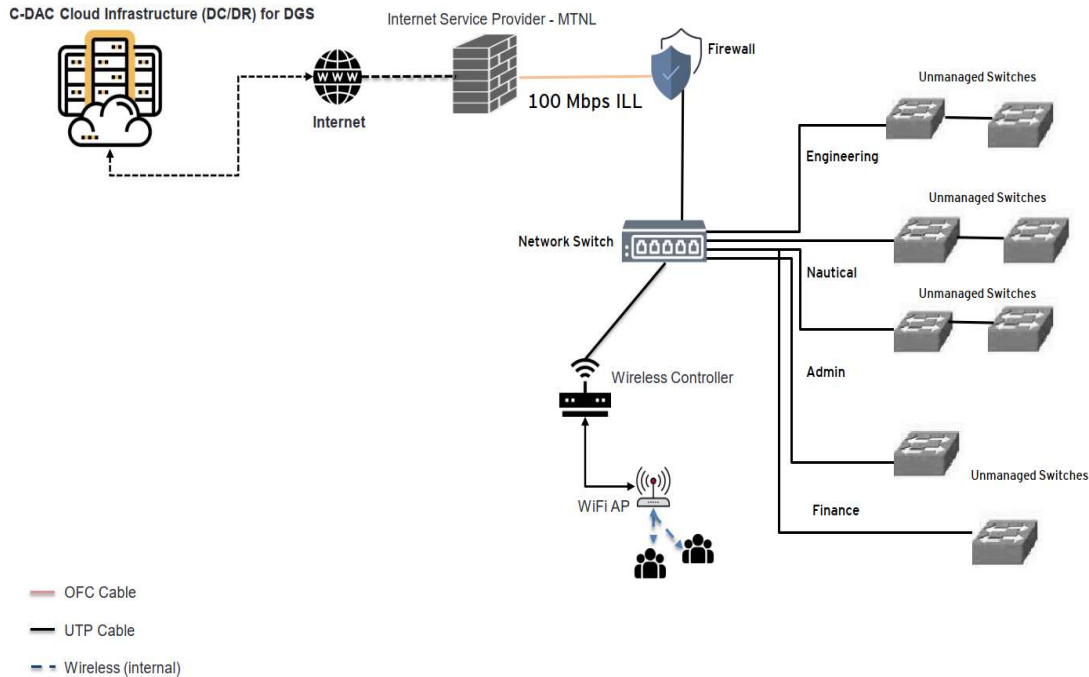 C-DAC Cloud Infrastructure (DC/DR) for DGS
Internet Service Provider - MTNL
Firewall
WWW
Internet
100 Mbps ILL
Unmanaged Switches
Engineering
Unmanaged Switches
Network Switch
Nautical
Unmanaged Switches
Admin
Wireless Controller
Unmanaged Switches
WiFi AP
Finance
OFC Cable
UTP Cable
Wireless (internal)